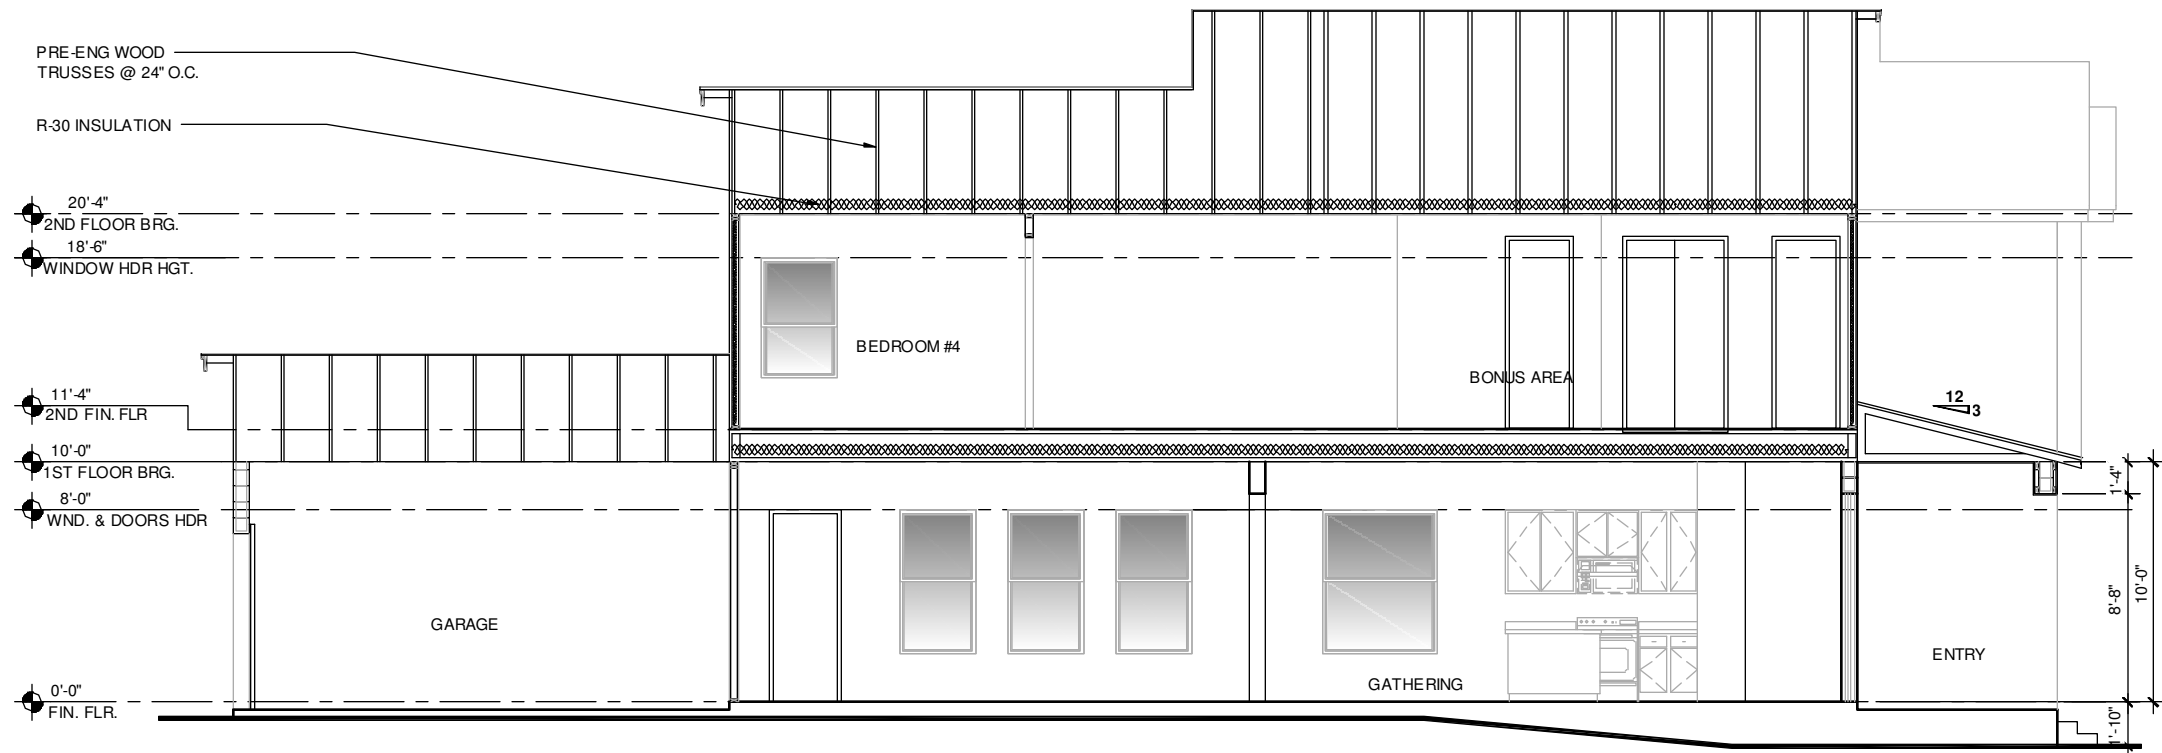 PRE-ENG WOOD
TRUSSES @ 24" O.C.
R-30 INSULATION
20'-4"
2ND FLOOR BRG.
18'-6"
WINDOW HDR HGT.
BEDROOM #4
BONUS AREA
11'-4"
2ND FIN. FLR
12
3
10'-0"
1ST FLOOR BRG.
8'-0"
WND. & DOORS HDR
1'-4"
8'-8"
10'-0"
GARAGE
ENTRY
GATHERING
0'-0"
FIN. FLR.
1'-10"